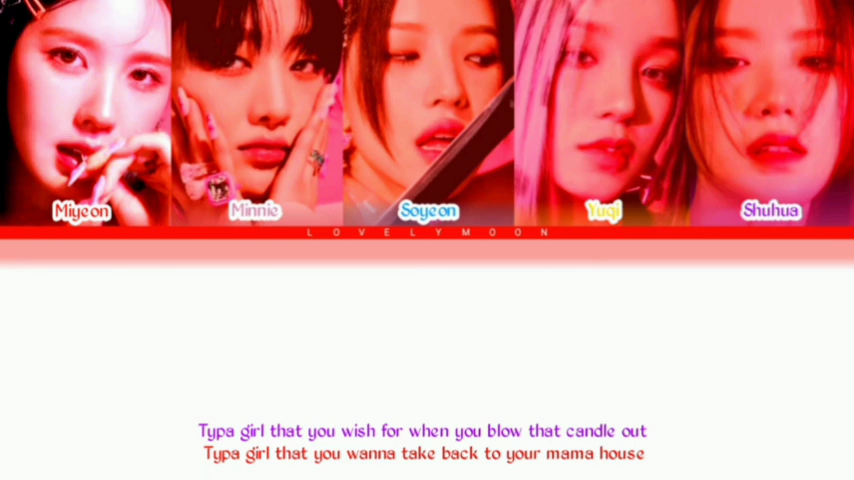 Miyeon Minnie Soyeon Yuqi Shuhua
LOVELYMOON
Typa girl that you wish for when you blow that candle out
Typa girl that you wanna take back to your mama house